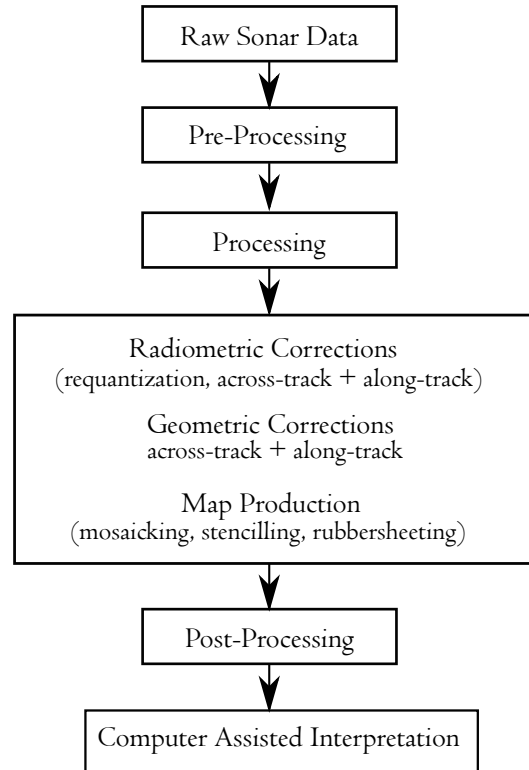 Raw Sonar Data
Pre-Processing
Processing
Radiometric Corrections
(requantization, across-track + along-track)
Geometric Corrections
across-track + along-track
Map Production
(mosaicking, stencilling, rubbersheeting)
Post-Processing
Computer Assisted Interpretation